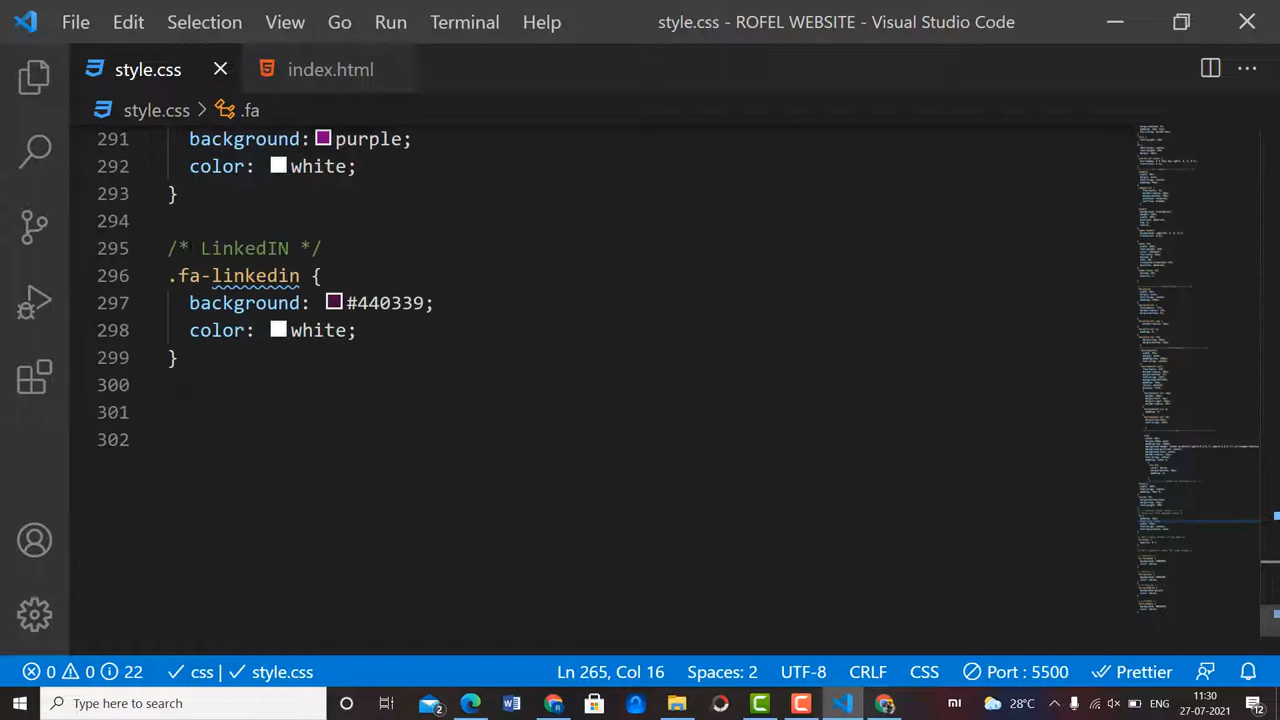 File Edit Selection View Go Run Terminal Help style.css - ROFEL WEBSITE - Visual Studio Code
style.css index.html
style.css > .fa
291 background: purple;
292 color: white;
293 }
294
295 /* LinkedIN */
296 .fa-linkedin {
297 background: #440339;
298 color: white;
299 }
300
301
302
0 0 22 css | style.css Ln 265, Col 16 Spaces: 2 UTF-8 CRLF CSS Port : 5500 Prettier
Type here to search 2 mi 28°C ENG 11:30
27-07-2021 2